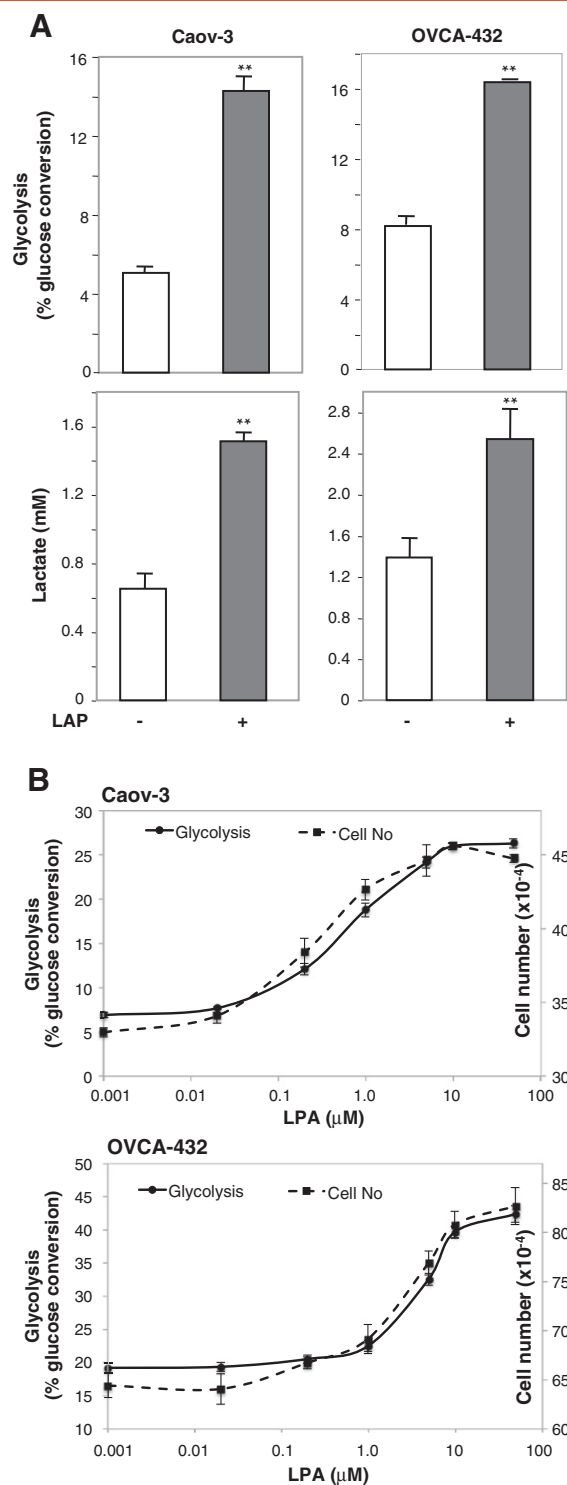 A
Caov-3
OVCA-432
Glycolysis
(% glucose conversion)
16
12
8
4
0
**
16
12
8
4
0
**
Lactate (mM)
1.6
1.2
0.8
0.4
0
**
2.8
2.4
2.0
1.6
1.2
0.8
0.4
0
**
LAP - + - +
B
Caov-3
Glycolysis
(% glucose conversion)
30
25
20
15
10
5
0
Glycolysis Cell No
45
40
35
30
Cell number (x10-4)
0.001 0.01 0.1 1.0 10 100
LPA (μM)
OVCA-432
Glycolysis
(% glucose conversion)
50
45
40
35
30
25
20
15
10
Glycolysis Cell No
85
80
75
70
65
60
Cell number (x10-4)
0.001 0.01 0.1 1.0 10 100
LPA (μM)